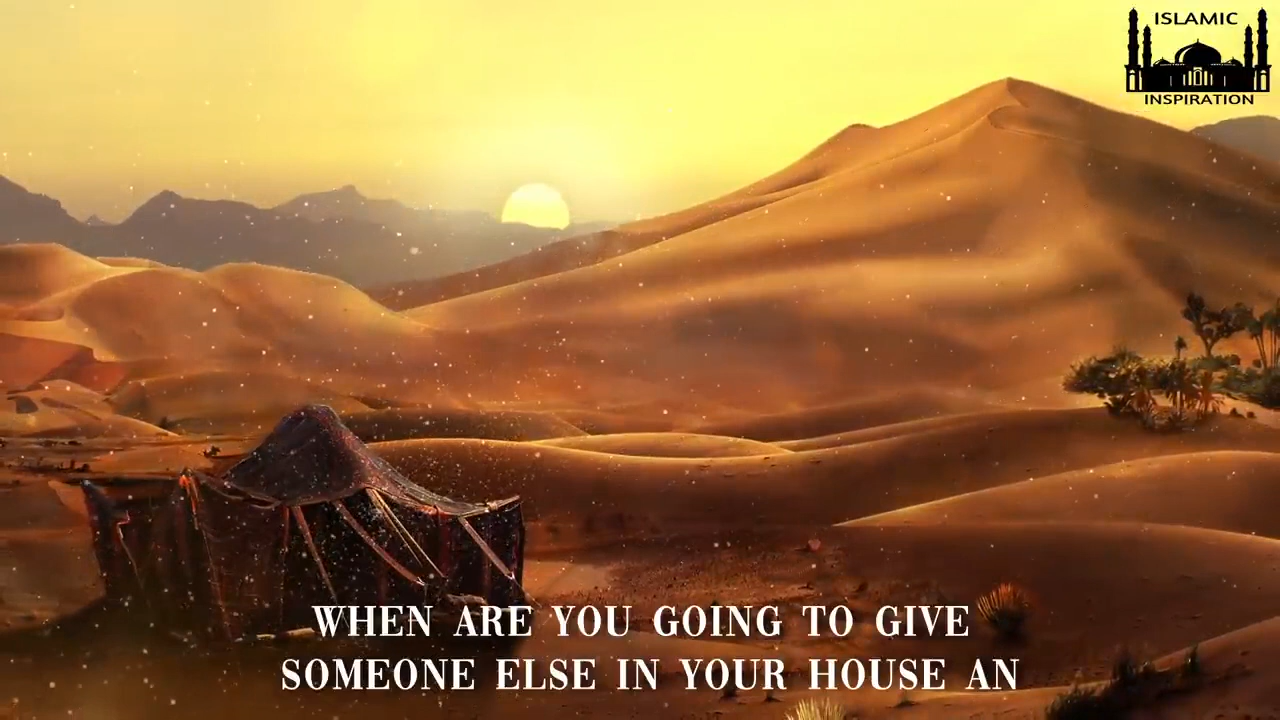 ISLAMIC
INSPIRATION
WHEN ARE YOU GOING TO GIVE
SOMEONE ELSE IN YOUR HOUSE AN